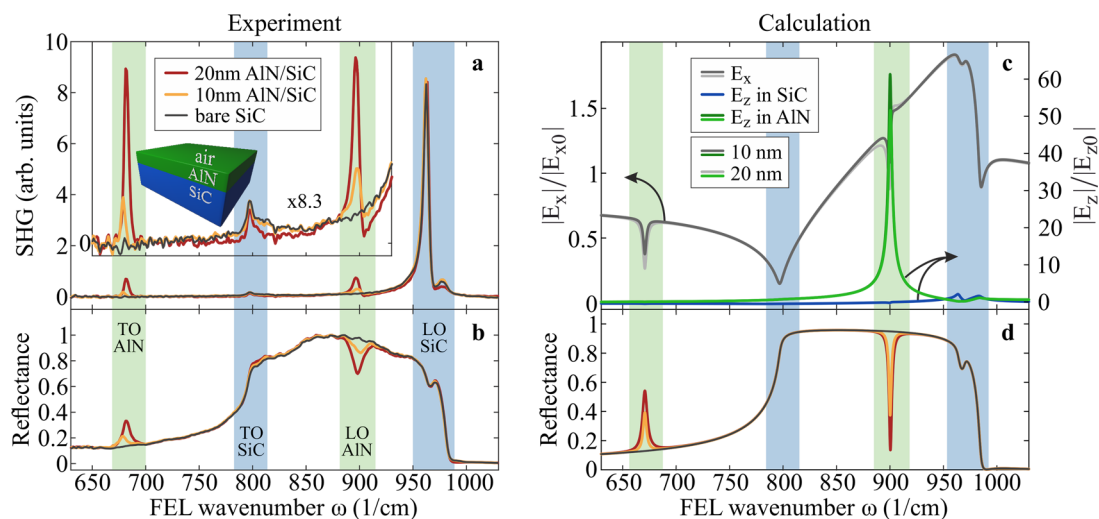 Experiment
Calculation
10
8
6
4
2
0
SHG (arb. units)
a
20nm AlN/SiC
10nm AlN/SiC
bare SiC
air
AlN
SiC
x8.3
0
1.0
0.8
0.6
0.4
0.2
0
Reflectance
b
TO
AlN
TO
SiC
LO
AlN
LO
SiC
650 700 750 800 850 900 950 1000
FEL wavenumber ω (1/cm)
1.5
1
0.5
0
|Ex|/|Ex0|
c
Ex
Ez in SiC
Ez in AlN
10 nm
20 nm
60
50
40
30
20
10
0
|Ez|/|Ez0|
1
0.8
0.6
0.4
0.2
Reflectance
d
650 700 750 800 850 900 950 1000
FEL wavenumber ω (1/cm)